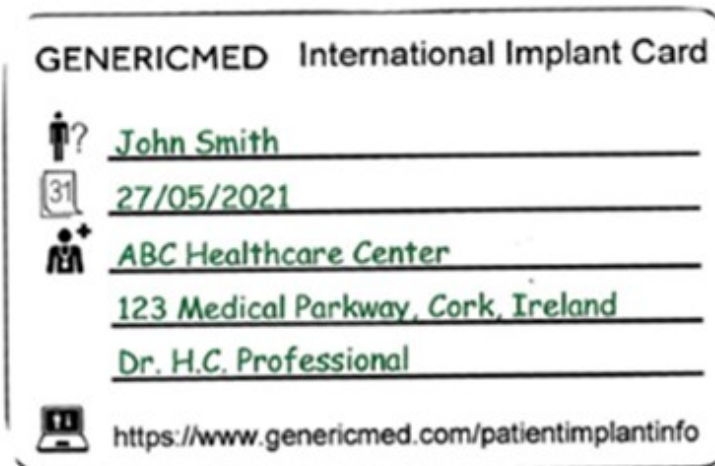 GENERICMED International Implant Card
? John Smith
31 27/05/2021
ABC Healthcare Center
123 Medical Parkway, Cork, Ireland
Dr. H.C. Professional
https://www.genericmed.com/patientimplantinfo